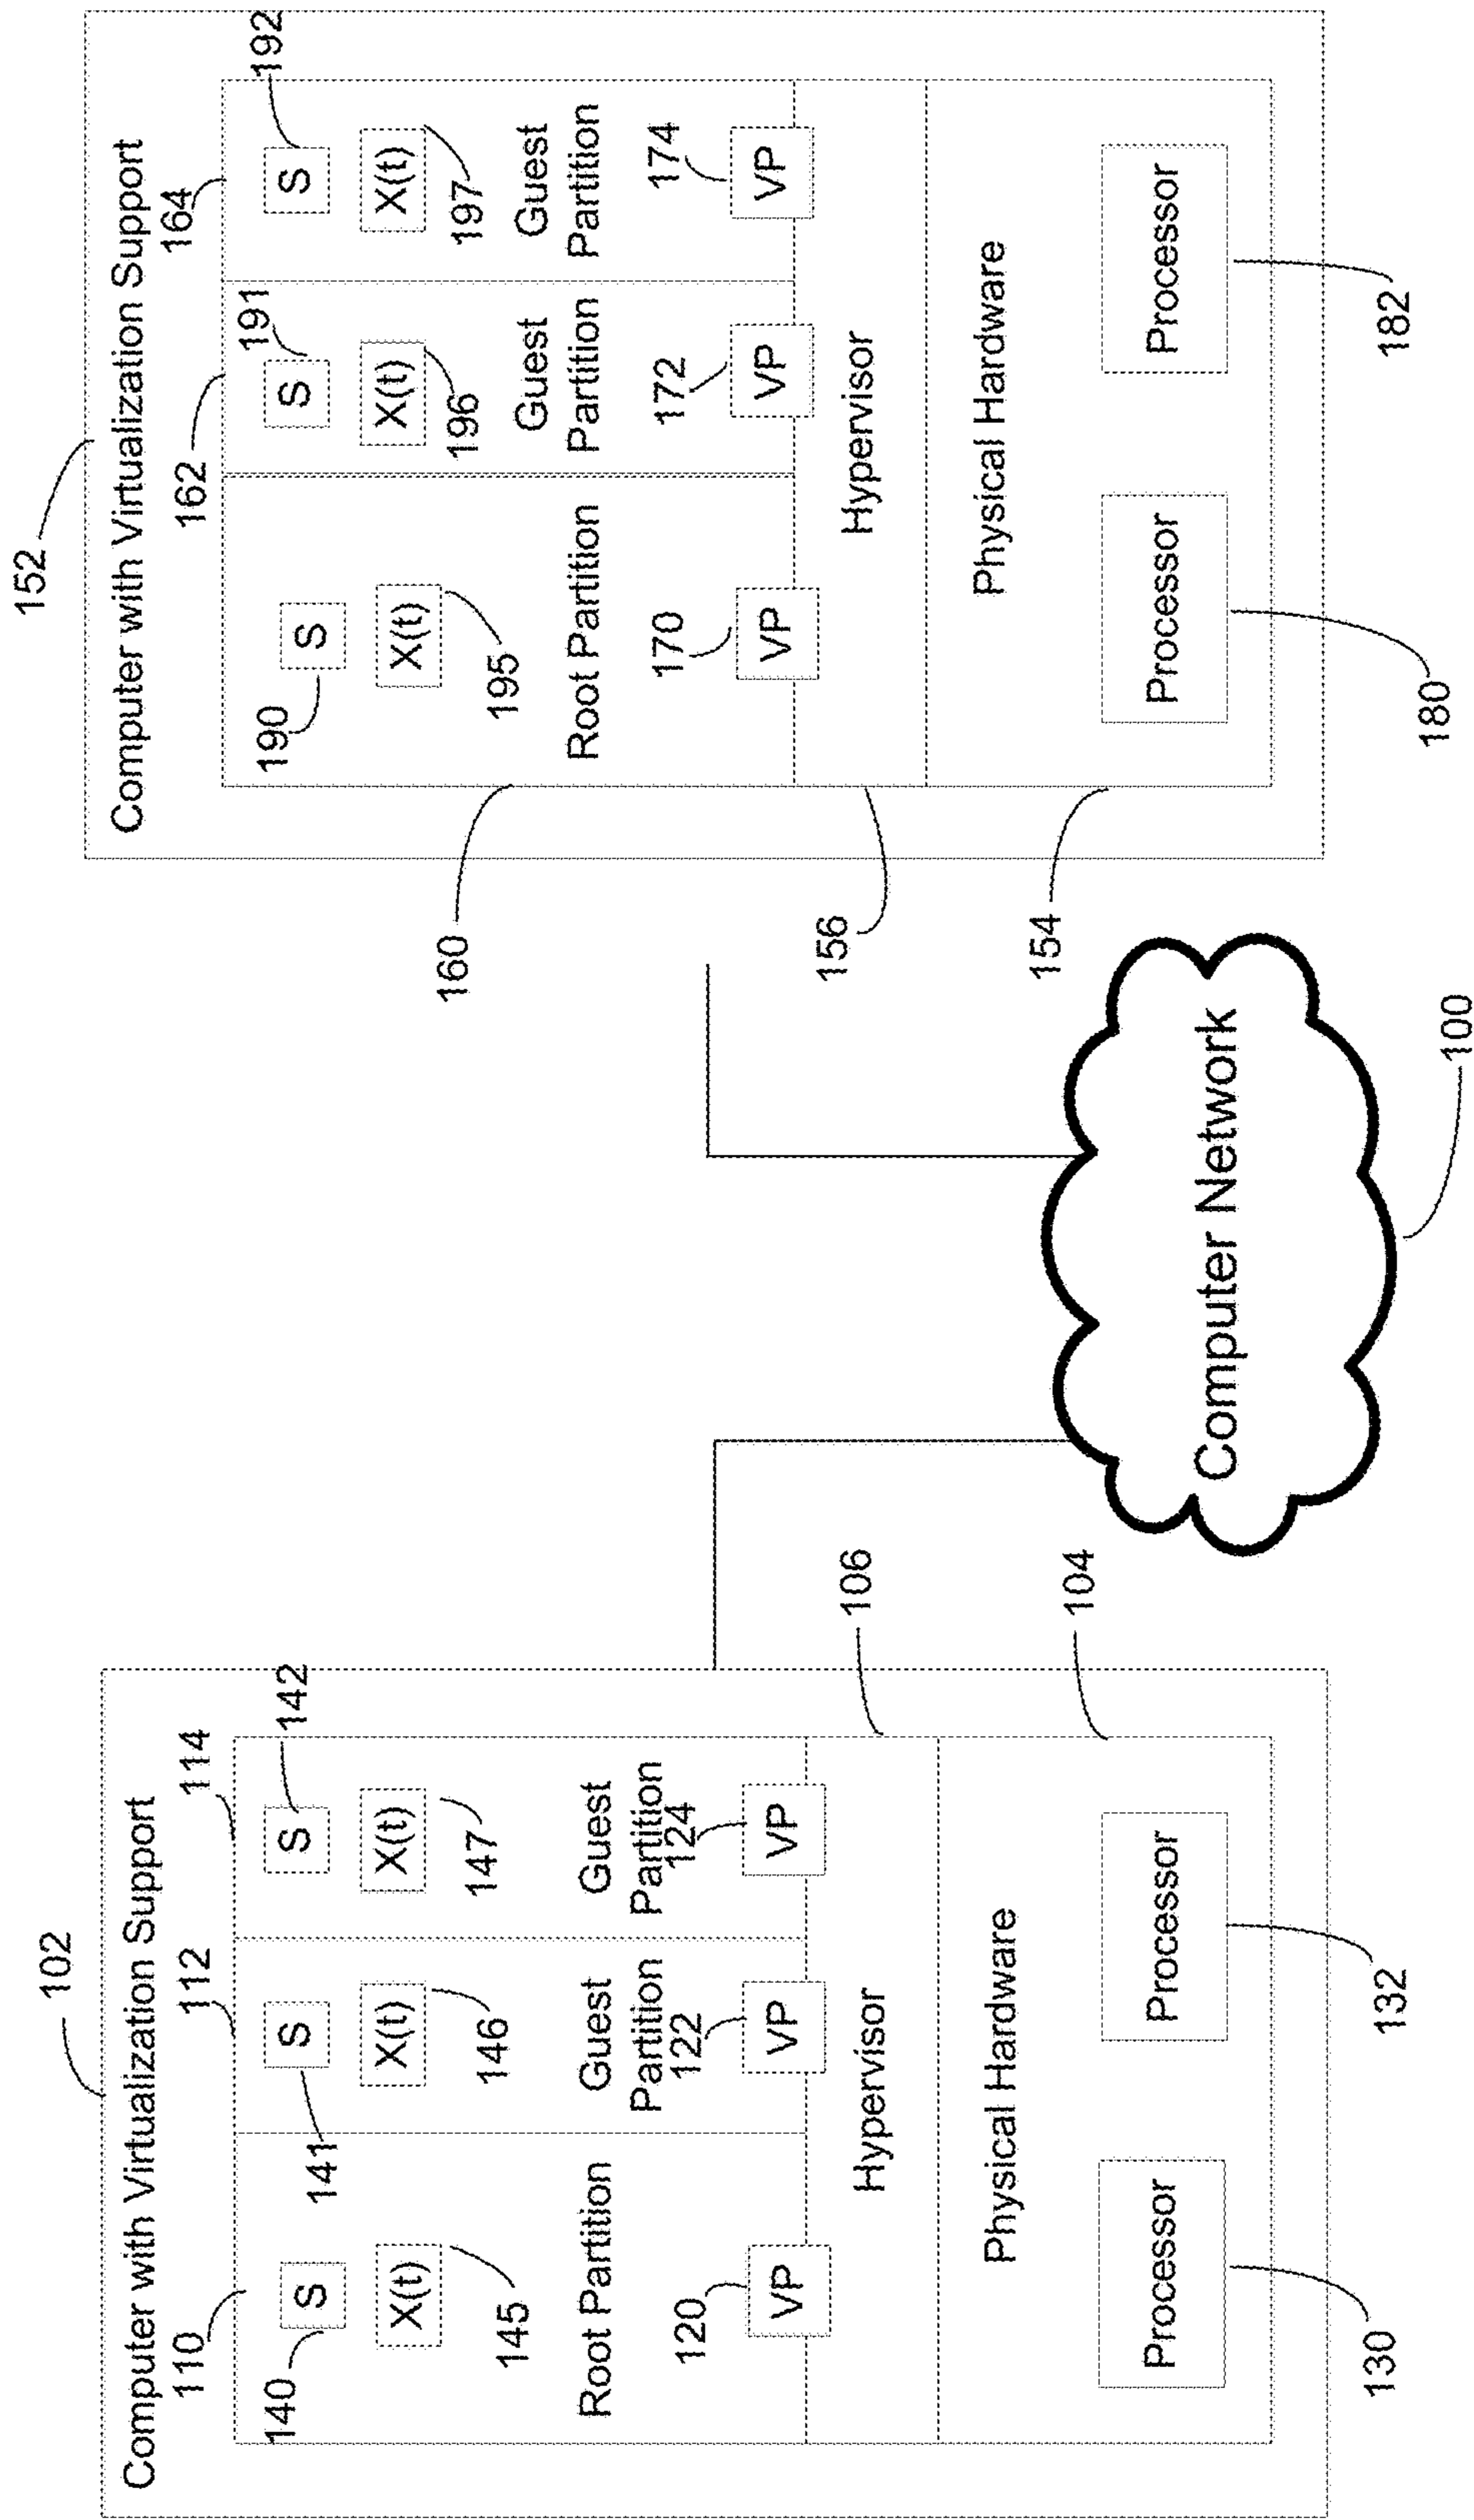 102
Computer with Virtualization Support
110
112
114
140
S
141
S
142
S
X(t)
X(t)
X(t)
145
146
147
Root Partition
Guest
Partition
Guest
Partition
120
122
124
VP
VP
VP
106
Hypervisor
104
Physical Hardware
Processor
Processor
130
132
Computer Network
100
152
Computer with Virtualization Support
162
164
190
S
191
S
192
S
X(t)
X(t)
X(t)
195
196
197
160
Root Partition
Guest
Partition
Guest
Partition
170
172
174
VP
VP
VP
156
Hypervisor
154
Physical Hardware
Processor
Processor
180
182